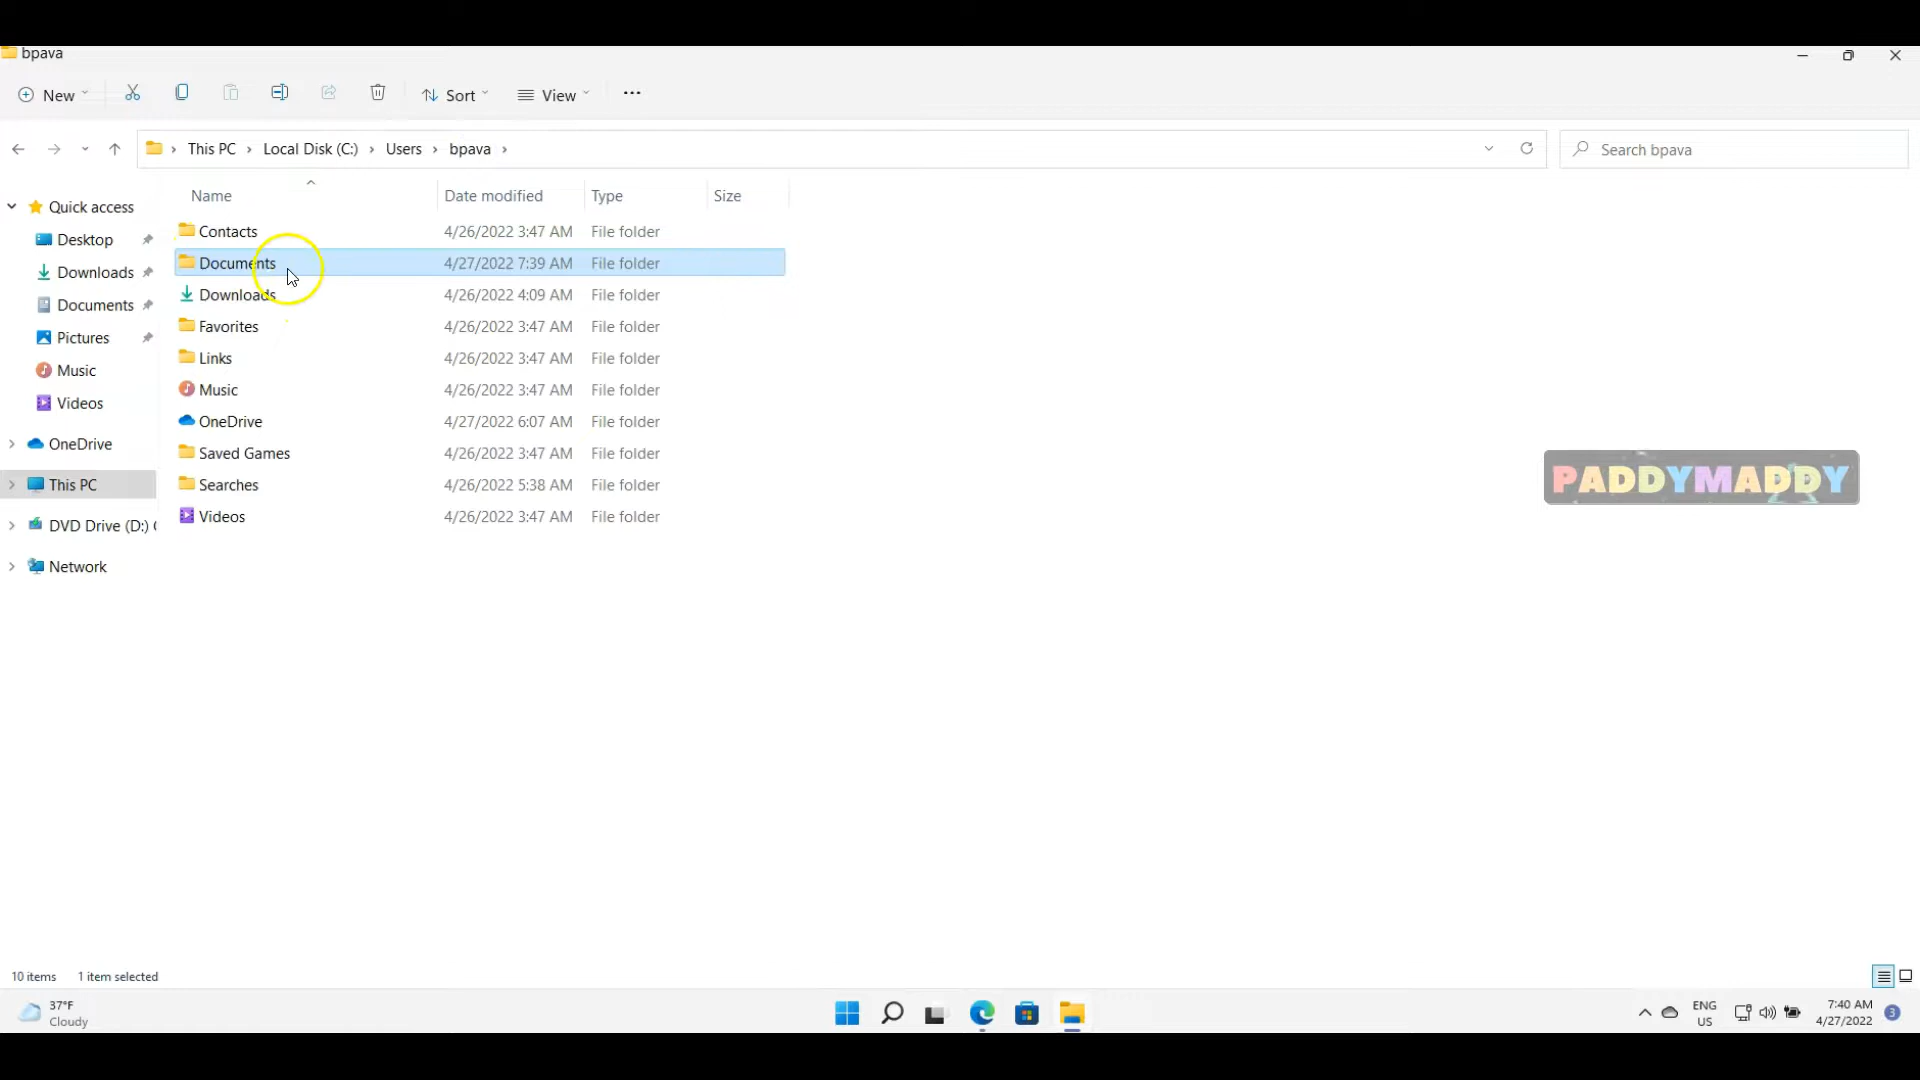 bpava
New
Sort
View
This PC
Local Disk (C:)
Users
bpava
Search bpava
Name
Date modified
Type
Size
Quick access
Desktop
Downloads
Documents
Pictures
Music
Videos
OneDrive
This PC
DVD Drive (D:) (
Network
Contacts 4/26/2022 3:47 AM File folder
Documents 4/27/2022 7:39 AM File folder
Downloads 4/26/2022 4:09 AM File folder
Favorites 4/26/2022 3:47 AM File folder
Links 4/26/2022 3:47 AM File folder
Music 4/26/2022 3:47 AM File folder
OneDrive 4/27/2022 6:07 AM File folder
Saved Games 4/26/2022 3:47 AM File folder
Searches 4/26/2022 5:38 AM File folder
Videos 4/26/2022 3:47 AM File folder
PADDYMADDY
10 items 1 item selected
37°F
Cloudy
ENG
US
7:40 AM
4/27/2022
3